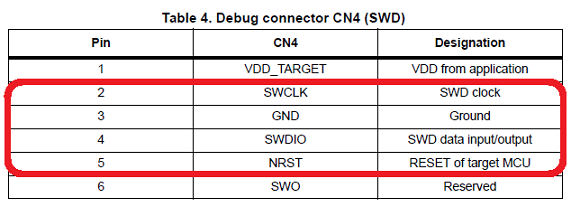 Table 4. Debug connector CN4 (SWD)
Pin CN4 Designation
1 VDD_TARGET VDD from application
2 SWCLK SWD clock
3 GND Ground
4 SWDIO SWD data input/output
5 NRST RESET of target MCU
6 SWO Reserved